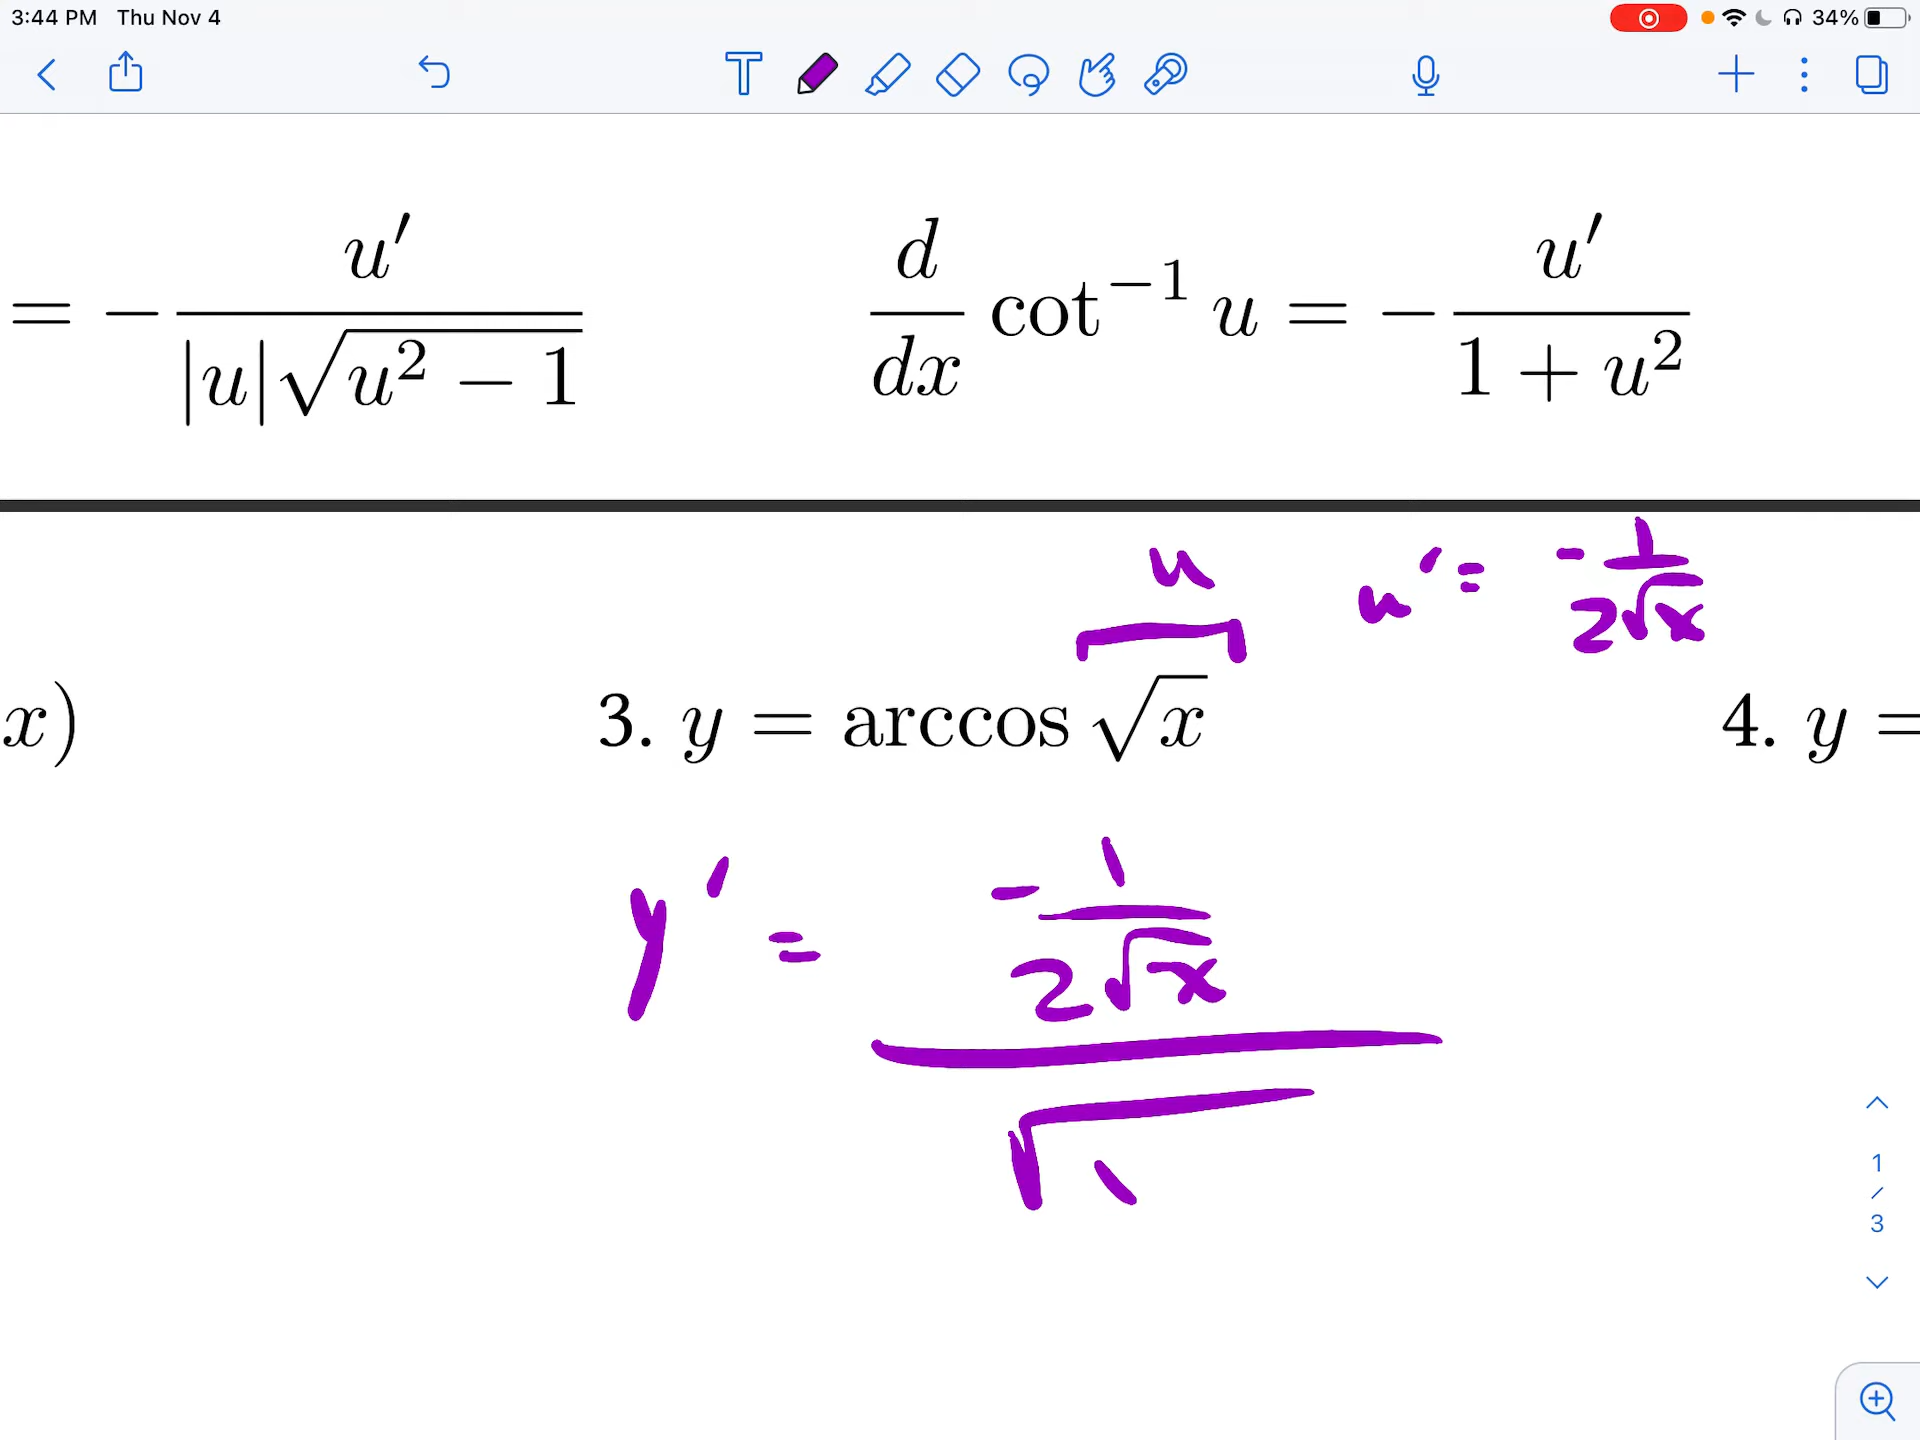 3:44 PM Thu Nov 4
34%
= - u′ / |u|√(u² - 1)
d/dx cot⁻¹ u = - u′ / 1 + u²
u
u' = - 1 / 2√x
x)
3. y = arccos √x
4. y =
y' = - 1 / 2√x / √1
1 / 3